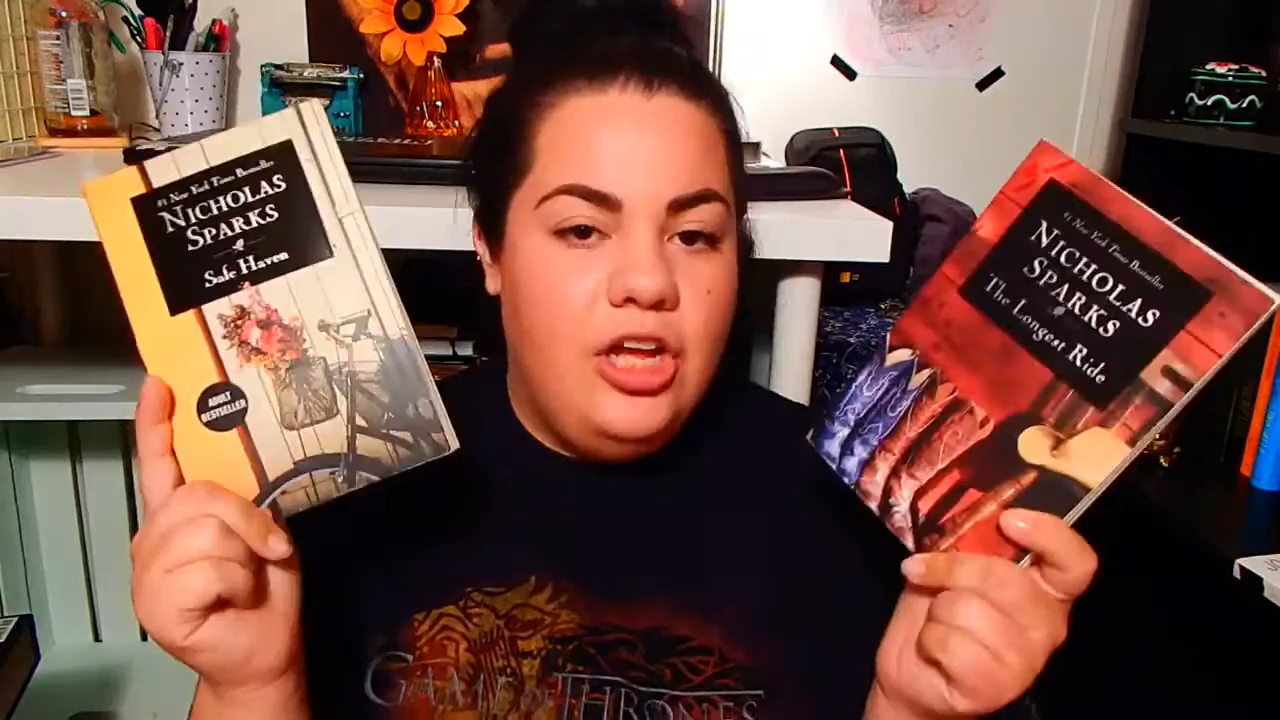 #1 New York Times Bestseller
NICHOLAS
SPARKS
Safe Haven
ADULT
BESTSELLER
#1 New York Times Bestseller
NICHOLAS
SPARKS
The Longest Ride
GAME OF THRONES